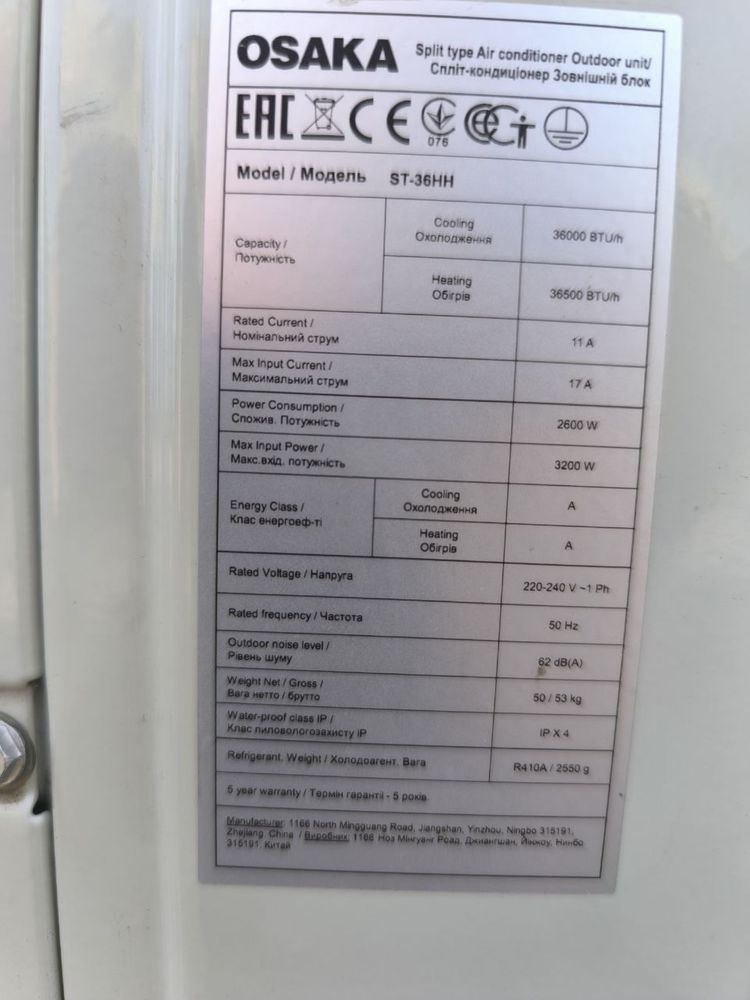 OSAKA
Split type Air conditioner Outdoor unit/
Спліт-кондиціонер Зовнішній блок
EAC CE 076
Model / Модель ST-36HH
Capacity /
Потужність
Cooling
Охолодження
36000 BTU/h
Heating
Обігрів
36500 BTU/h
Rated Current /
Номінальний струм
11 A
Max Input Current /
Максимальний струм
17 A
Power Consumption /
Спожив. Потужність
2600 W
Max Input Power /
Макс.вхід. потужність
3200 W
Energy Class /
Клас енергоеф-ті
Cooling
Охолодження
A
Heating
Обігрів
A
Rated Voltage / Напруга
220-240 V ~1 Ph
Rated frequency / Частота
50 Hz
Outdoor noise level /
Рівень шуму
62 dB(A)
Weight Net / Gross /
Вага нетто / брутто
50 / 53 kg
Water-proof class IP /
Клас пиловологозахисту IP
IP X 4
Refrigerant. Weight / Холодоагент. Вага
R410A / 2550 g
5 year warranty / Термін гарантії - 5 років
Manufacturer: 1166 North Mingguang Road, Jiangshan, Yinzhou, Ningbo 315191,
Zhejiang, China / Виробник: 1166 Ноз Мінгуанг Роад, Джиангшан, Нинбо
315191, Китай